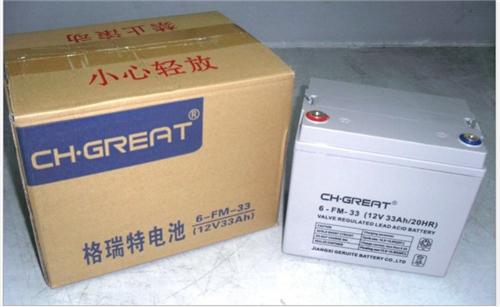 禁止滚动
小心轻放
CH·GREAT®
6-FM-33
(12V33Ah)
格瑞特电池
CH·GREAT
6-FM-33 (12V 33Ah/20HR)
VALVE REGULATED LEAD ACID BATTERY
JIANGXI GERUITE BATTERY CO., LTD